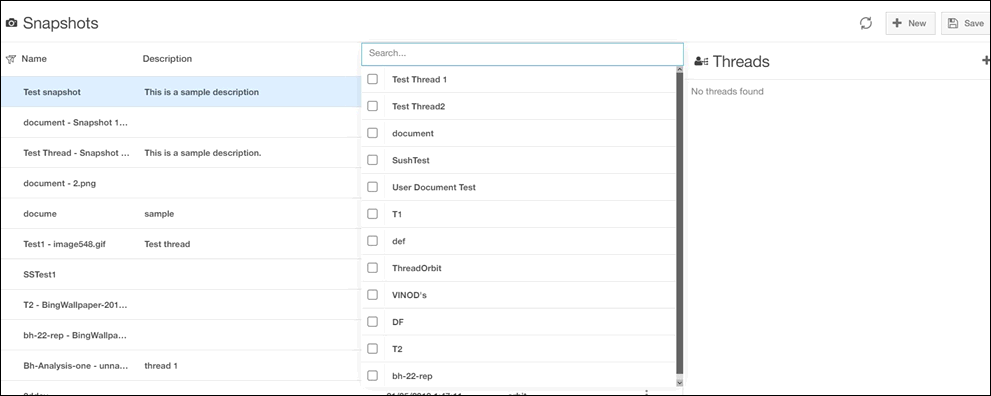 Snapshots
New
Save
Name Description
Test snapshot This is a sample description
document - Snapshot 1...
Test Thread - Snapshot ... This is a sample description.
document - 2.png
docume sample
Test1 - image548.gif Test thread
SSTest1
T2 - BingWallpaper-201...
bh-22-rep - BingWallpa...
Bh-Analysis-one - unna... thread 1
Search...
Test Thread 1
Test Thread2
document
SushTest
User Document Test
T1
def
ThreadOrbit
VINOD's
DF
T2
bh-22-rep
Threads
No threads found